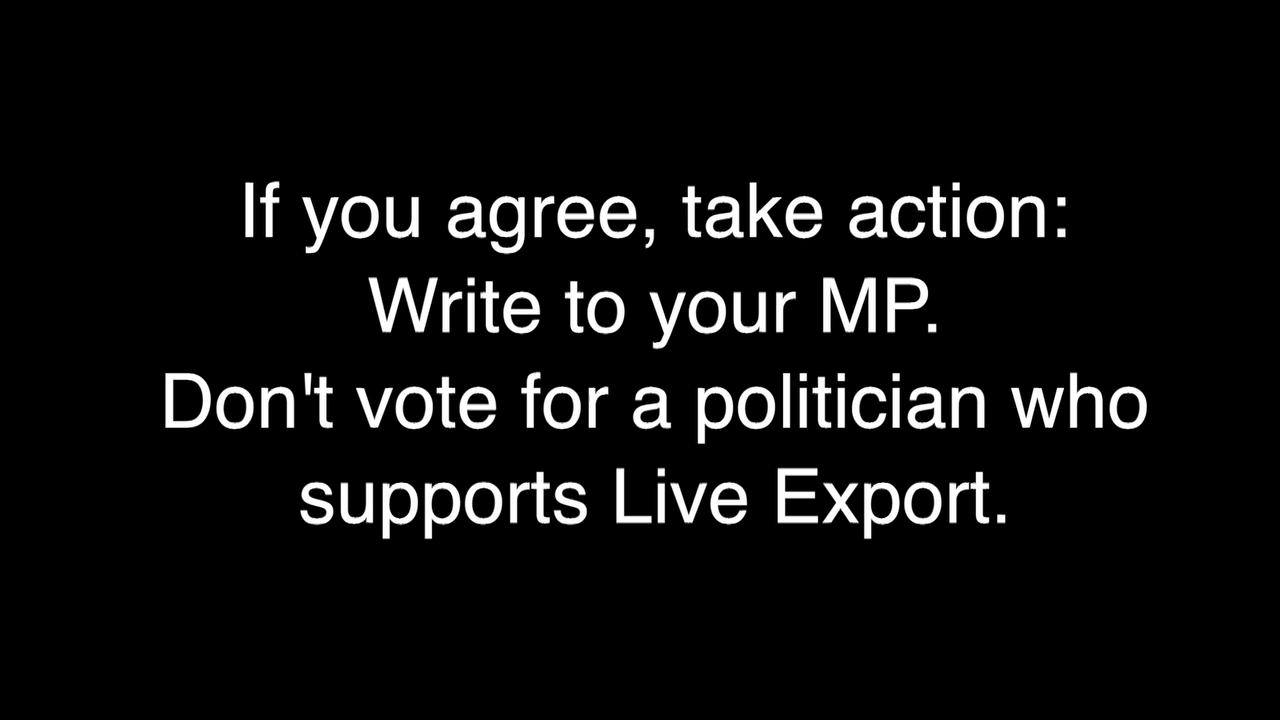 If you agree, take action:
Write to your MP.
Don't vote for a politician who
supports Live Export.